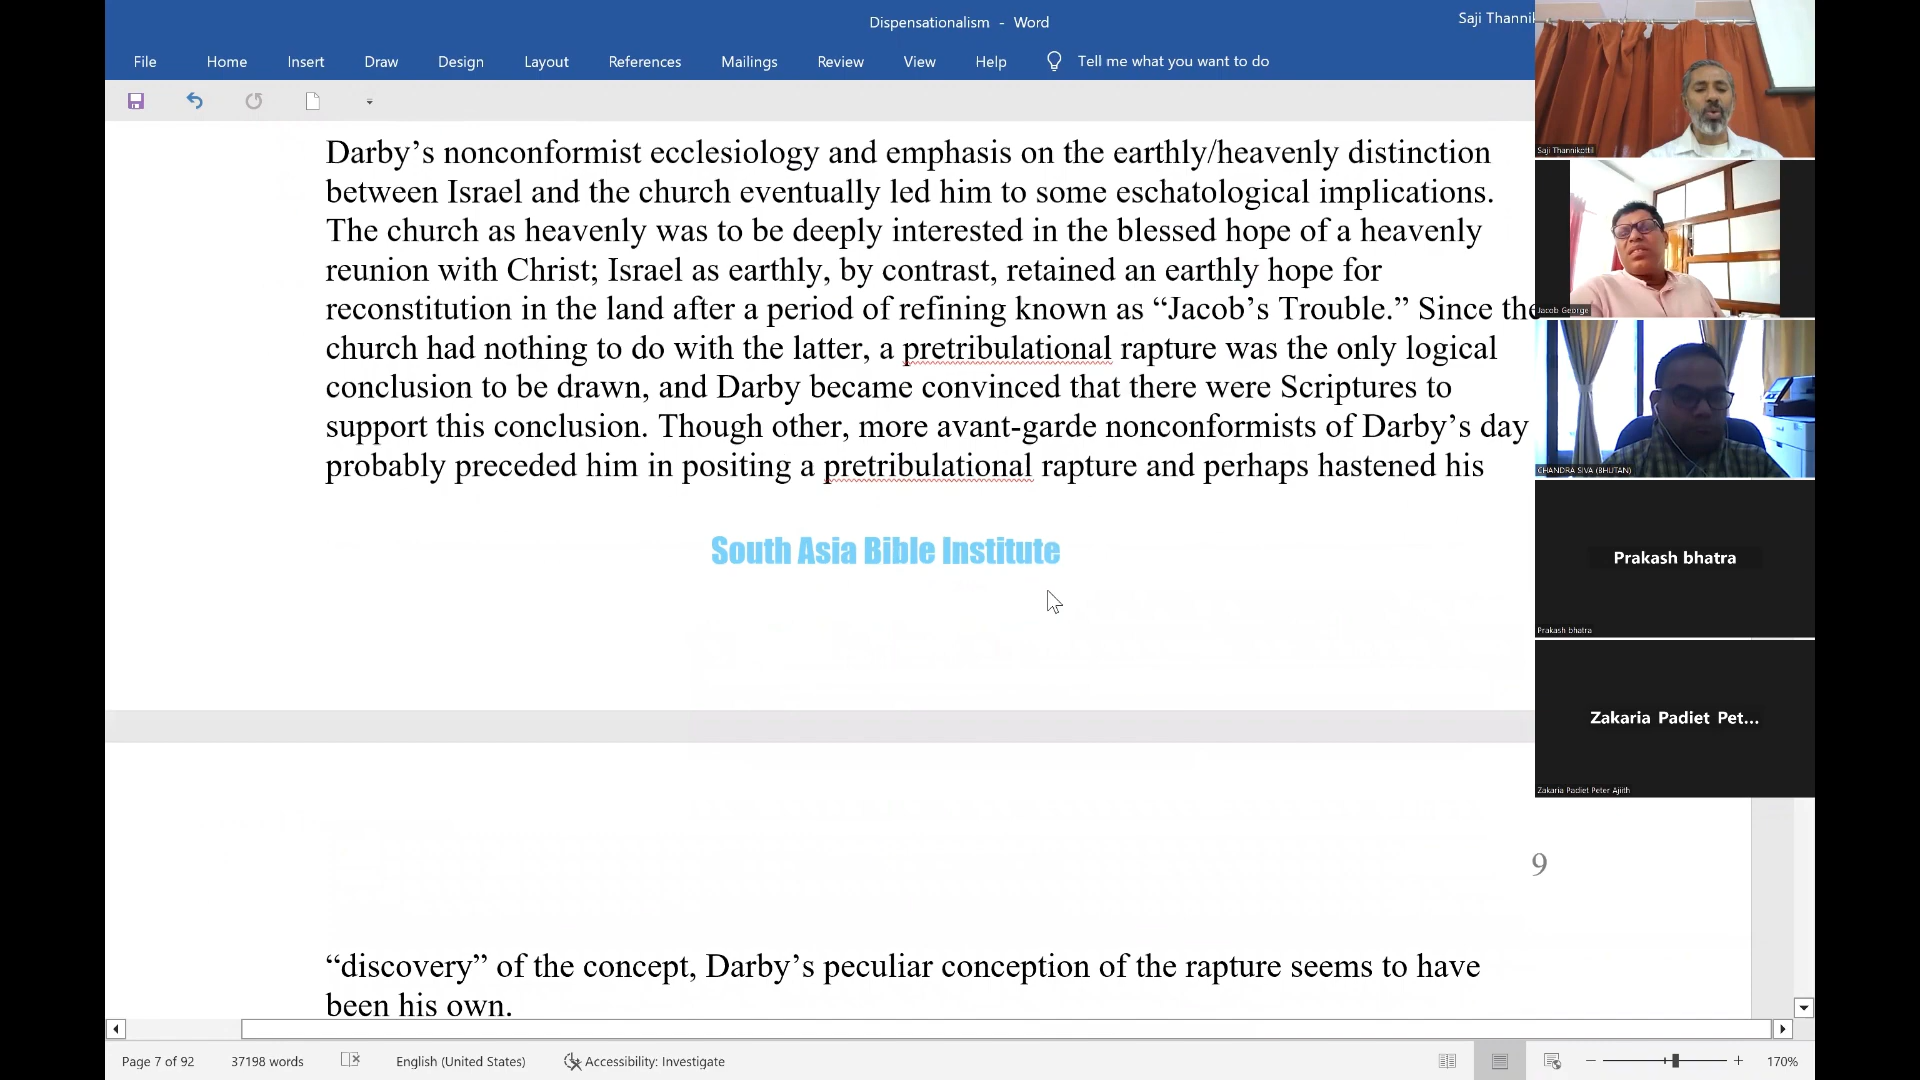 Dispensationalism - Word
Saji Thannik
File Home Insert Draw Design Layout References Mailings Review View Help Tell me what you want to do
Darby’s nonconformist ecclesiology and emphasis on the earthly/heavenly distinction
between Israel and the church eventually led him to some eschatological implications.
The church as heavenly was to be deeply interested in the blessed hope of a heavenly
reunion with Christ; Israel as earthly, by contrast, retained an earthly hope for
reconstitution in the land after a period of refining known as “Jacob’s Trouble.” Since the
church had nothing to do with the latter, a pretribulational rapture was the only logical
conclusion to be drawn, and Darby became convinced that there were Scriptures to
support this conclusion. Though other, more avant-garde nonconformists of Darby’s day
probably preceded him in positing a pretribulational rapture and perhaps hastened his
South Asia Bible Institute
9
“discovery” of the concept, Darby’s peculiar conception of the rapture seems to have
been his own.
Page 7 of 92 37198 words English (United States) Accessibility: Investigate 170%
Saji Thannikottil
Jacob George
CHANDRA SIVA (BHUTAN)
Prakash bhatra
Prakash bhatra
Zakaria Padiet Pet...
Zakaria Padiet Peter Ajiith